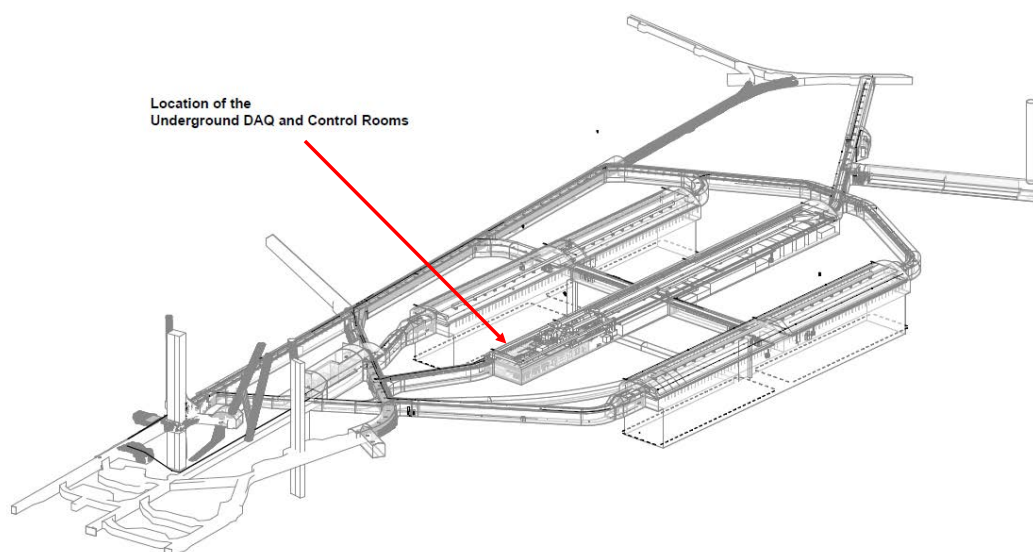 Location of the
Underground DAQ and Control Rooms